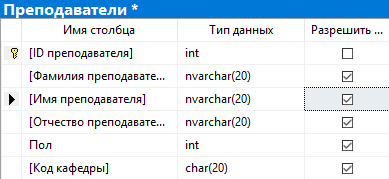 Преподаватели *
Имя столбца Тип данных Разрешить ...
[ID преподавателя] int
[Фамилия преподавате... nvarchar(20)
[Имя преподавателя] nvarchar(20)
[Отчество преподавате... nvarchar(20)
Пол int
[Код кафедры] char(20)